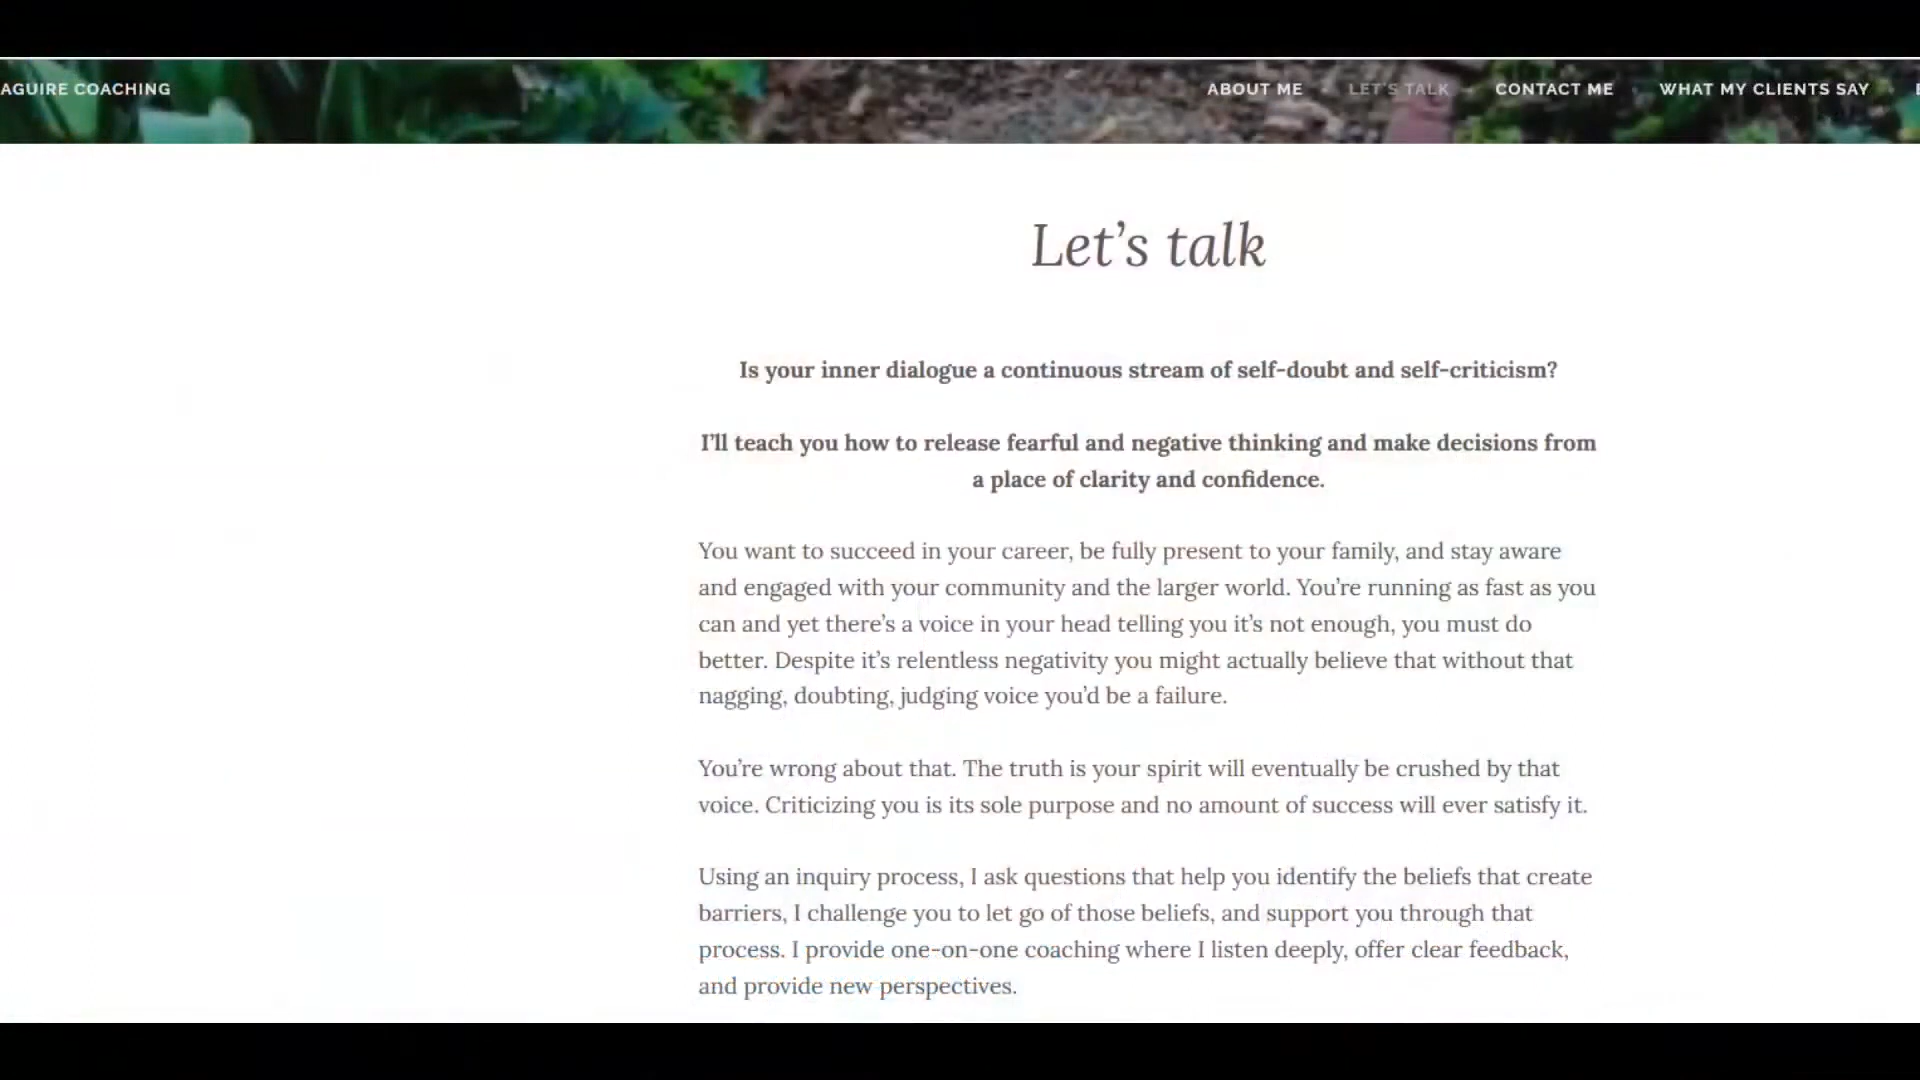 AGUIRE COACHING
ABOUT ME
LET'S TALK
CONTACT ME
WHAT MY CLIENTS SAY
Let’s talk
Is your inner dialogue a continuous stream of self-doubt and self-criticism?
I’ll teach you how to release fearful and negative thinking and make decisions from
a place of clarity and confidence.
You want to succeed in your career, be fully present to your family, and stay aware
and engaged with your community and the larger world. You’re running as fast as you
can and yet there’s a voice in your head telling you it’s not enough, you must do
better. Despite it’s relentless negativity you might actually believe that without that
nagging, doubting, judging voice you’d be a failure.
You’re wrong about that. The truth is your spirit will eventually be crushed by that
voice. Criticizing you is its sole purpose and no amount of success will ever satisfy it.
Using an inquiry process, I ask questions that help you identify the beliefs that create
barriers, I challenge you to let go of those beliefs, and support you through that
process. I provide one-on-one coaching where I listen deeply, offer clear feedback,
and provide new perspectives.